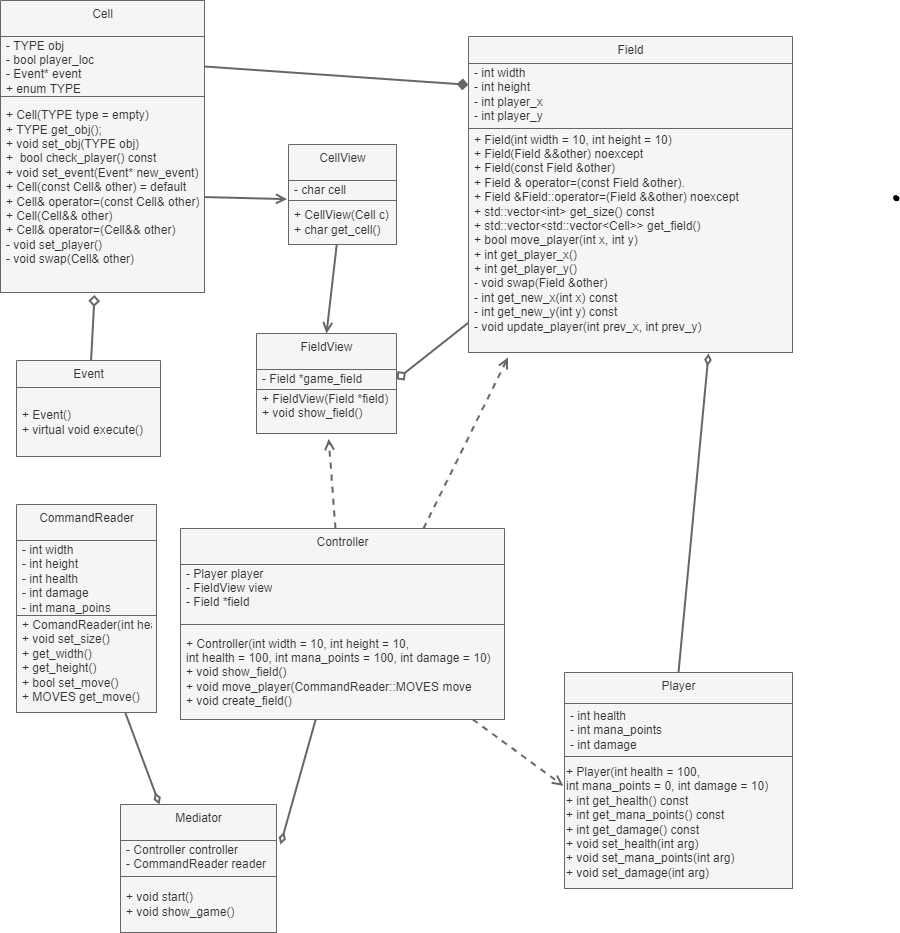 Cell
- TYPE obj
- bool player_loc
- Event* event
+ enum TYPE
+ Cell(TYPE type = empty)
+ TYPE get_obj();
+ void set_obj(TYPE obj)
+ bool check_player() const
+ void set_event(Event* new_event)
+ Cell(const Cell& other) = default
+ Cell& operator=(const Cell& other)
+ Cell(Cell&& other)
+ Cell& operator=(Cell&& other)
- void set_player()
- void swap(Cell& other)
Field
- int width
- int height
- int player_x
- int player_y
+ Field(int width = 10, int height = 10)
+ Field(Field &&other) noexcept
+ Field(const Field &other)
+ Field & operator=(const Field &other).
+ Field &Field::operator=(Field &&other) noexcept
+ std::vector<int> get_size() const
+ std::vector<std::vector<Cell>> get_field()
+ bool move_player(int x, int y)
+ int get_player_x()
+ int get_player_y()
- void swap(Field &other)
- int get_new_x(int x) const
- int get_new_y(int y) const
- void update_player(int prev_x, int prev_y)
CellView
- char cell
+ CellView(Cell c)
+ char get_cell()
FieldView
- Field *game_field
+ FieldView(Field *field)
+ void show_field()
Event
+ Event()
+ virtual void execute()
CommandReader
- int width
- int height
- int health
- int damage
- int mana_poins
+ ComandReader(int hea
+ void set_size()
+ get_width()
+ get_height()
+ bool set_move()
+ MOVES get_move()
Controller
- Player player
- FieldView view
- Field *field
+ Controller(int width = 10, int height = 10,
int health = 100, int mana_points = 100, int damage = 10)
+ void show_field()
+ void move_player(CommandReader::MOVES move
+ void create_field()
Player
- int health
- int mana_points
- int damage
+ Player(int health = 100,
int mana_points = 0, int damage = 10)
+ int get_health() const
+ int get_mana_points() const
+ int get_damage() const
+ void set_health(int arg)
+ void set_mana_points(int arg)
+ void set_damage(int arg)
Mediator
- Controller controller
- CommandReader reader
+ void start()
+ void show_game()